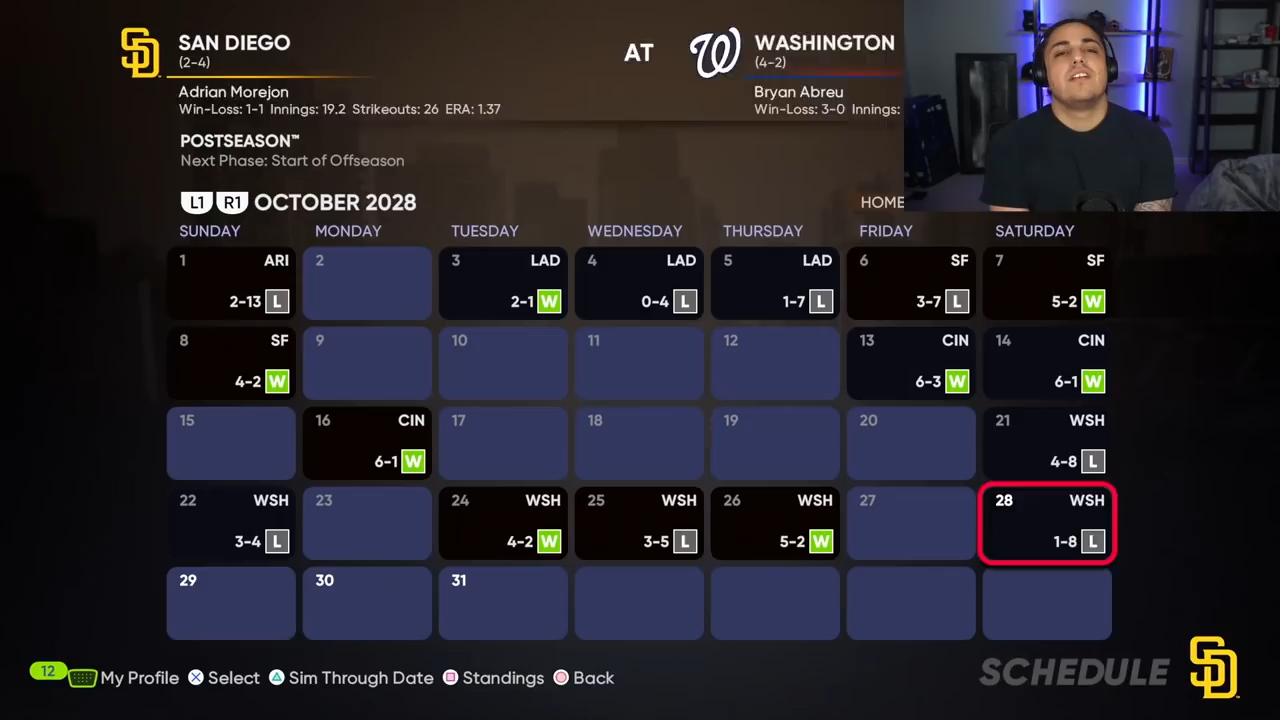 SAN DIEGO
(2-4)
AT
WASHINGTON
(4-2)
Adrian Morejon
Win-Loss: 1-1 Innings: 19.2 Strikeouts: 26 ERA: 1.37
Bryan Abreu
Win-Loss: 3-0 Innings:
POSTSEASON™
Next Phase: Start of Offseason
L1 R1 OCTOBER 2028
HOME
SUNDAY MONDAY TUESDAY WEDNESDAY THURSDAY FRIDAY SATURDAY
1 ARI 2 3 LAD 4 LAD 5 LAD 6 SF 7 SF
2-13 L 2-1 W 0-4 L 1-7 L 3-7 L 5-2 W
8 SF 9 10 11 12 13 CIN 14 CIN
4-2 W 6-3 W 6-1 W
15 16 CIN 17 18 19 20 21 WSH
6-1 W 4-8 L
22 WSH 23 24 WSH 25 WSH 26 WSH 27 28 WSH
3-4 L 4-2 W 3-5 L 5-2 W 1-8 L
29 30 31
12 My Profile Select Sim Through Date Standings Back
SCHEDULE SD